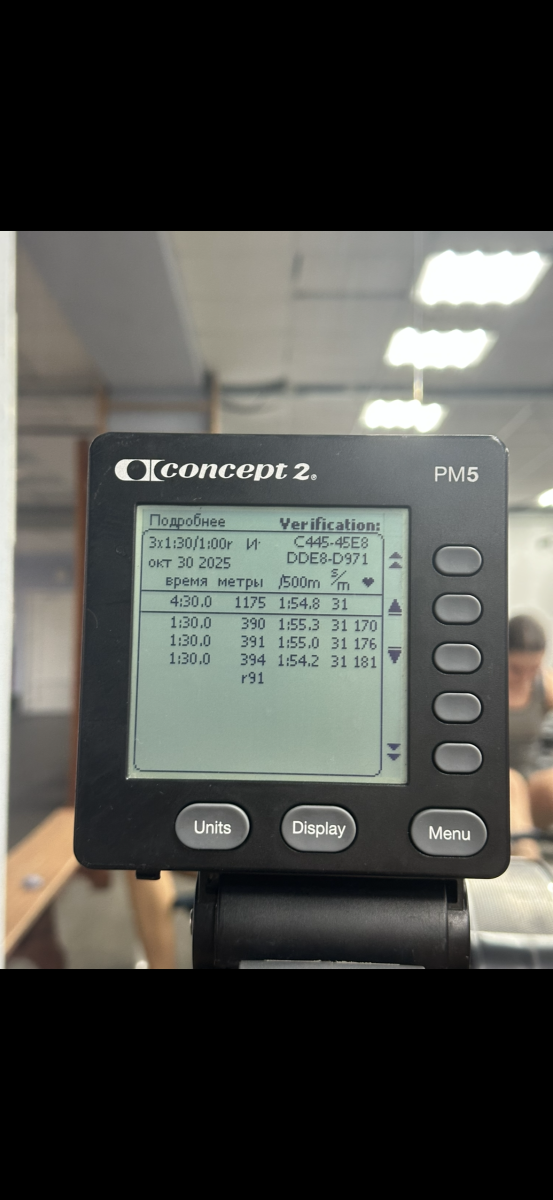 concept 2®
PM5
Подробнее Verification:
3x1:30/1:00r И· C445-45E8
окт 30 2025 DDE8-D971
время метры /500m s/m ♥
4:30.0 1175 1:54.8 31
1:30.0 390 1:55.3 31 170
1:30.0 391 1:55.0 31 176
1:30.0 394 1:54.2 31 181
r91
Units Display Menu